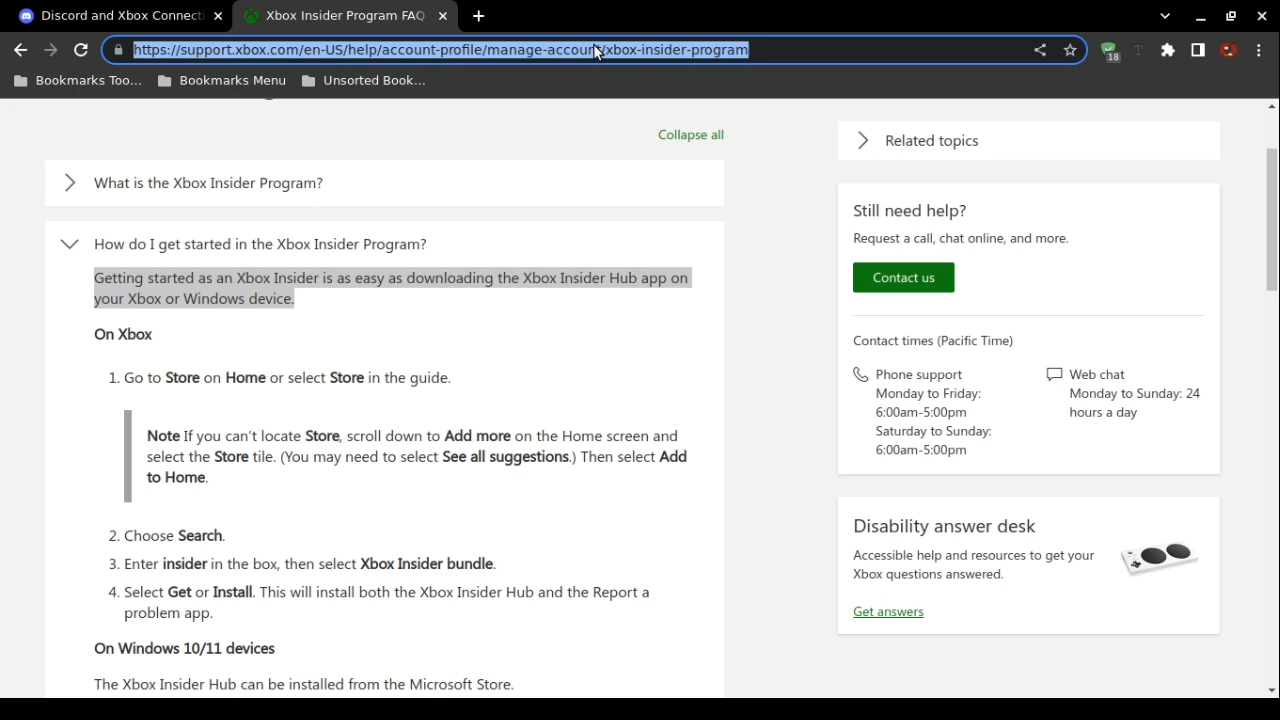 Discord and Xbox Connecti
Xbox Insider Program FAQ
https://support.xbox.com/en-US/help/account-profile/manage-account/xbox-insider-program
18
Bookmarks Too...
Bookmarks Menu
Unsorted Book...
Collapse all
What is the Xbox Insider Program?
How do I get started in the Xbox Insider Program?
Getting started as an Xbox Insider is as easy as downloading the Xbox Insider Hub app on
your Xbox or Windows device.
On Xbox
1. Go to Store on Home or select Store in the guide.
Note If you can't locate Store, scroll down to Add more on the Home screen and
select the Store tile. (You may need to select See all suggestions.) Then select Add
to Home.
2. Choose Search.
3. Enter insider in the box, then select Xbox Insider bundle.
4. Select Get or Install. This will install both the Xbox Insider Hub and the Report a
problem app.
On Windows 10/11 devices
The Xbox Insider Hub can be installed from the Microsoft Store.
Related topics
Still need help?
Request a call, chat online, and more.
Contact us
Contact times (Pacific Time)
Phone support
Monday to Friday:
6:00am-5:00pm
Saturday to Sunday:
6:00am-5:00pm
Web chat
Monday to Sunday: 24
hours a day
Disability answer desk
Accessible help and resources to get your
Xbox questions answered.
Get answers